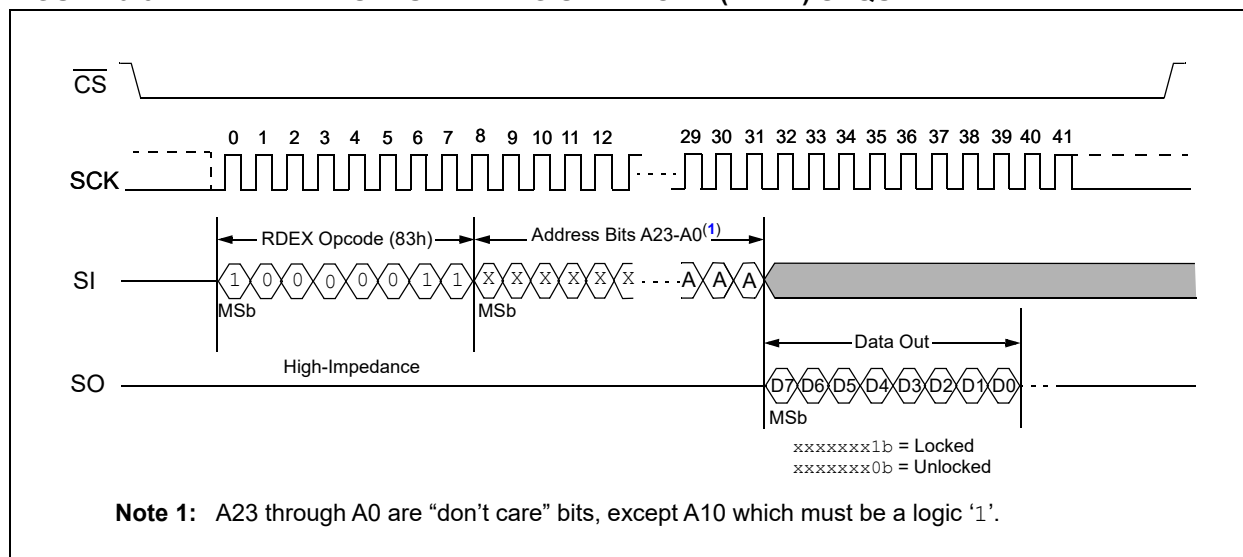 CS
0 1 2 3 4 5 6 7 8 9 10 11 12 29 30 31 32 33 34 35 36 37 38 39 40 41
SCK
RDEX Opcode (83h) Address Bits A23-A0(1)
SI 1 0 0 0 0 0 1 1 X X X X X X A A A
MSb MSb
Data Out
High-Impedance
SO D7 D6 D5 D4 D3 D2 D1 D0
MSb
xxxxxxx1b = Locked
xxxxxxx0b = Unlocked
Note 1: A23 through A0 are “don’t care” bits, except A10 which must be a logic ‘1’.